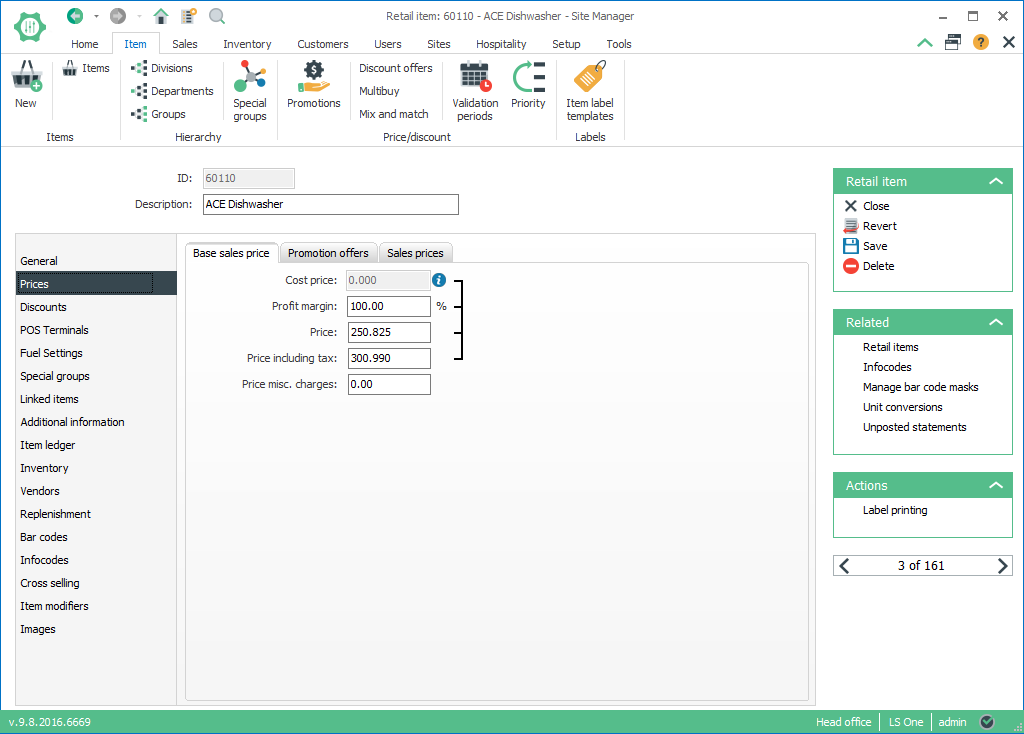 Retail item: 60110 - ACE Dishwasher - Site Manager
Home Item Sales Inventory Customers Users Sites Hospitality Setup Tools
New
Items
Items
Divisions
Departments
Groups
Special
groups
Hierarchy
Promotions
Discount offers
Multibuy
Mix and match
Validation
periods
Priority
Price/discount
Item label
templates
Labels
ID: 60110
Description: ACE Dishwasher
General
Prices
Discounts
POS Terminals
Fuel Settings
Special groups
Linked items
Additional information
Item ledger
Inventory
Vendors
Replenishment
Bar codes
Infocodes
Cross selling
Item modifiers
Images
Base sales price Promotion offers Sales prices
Cost price: 0.000
Profit margin: 100.00 %
Price: 250.825
Price including tax: 300.990
Price misc. charges: 0.00
Retail item
Close
Revert
Save
Delete
Related
Retail items
Infocodes
Manage bar code masks
Unit conversions
Unposted statements
Actions
Label printing
3 of 161
v.9.8.2016.6669
Head office LS One admin